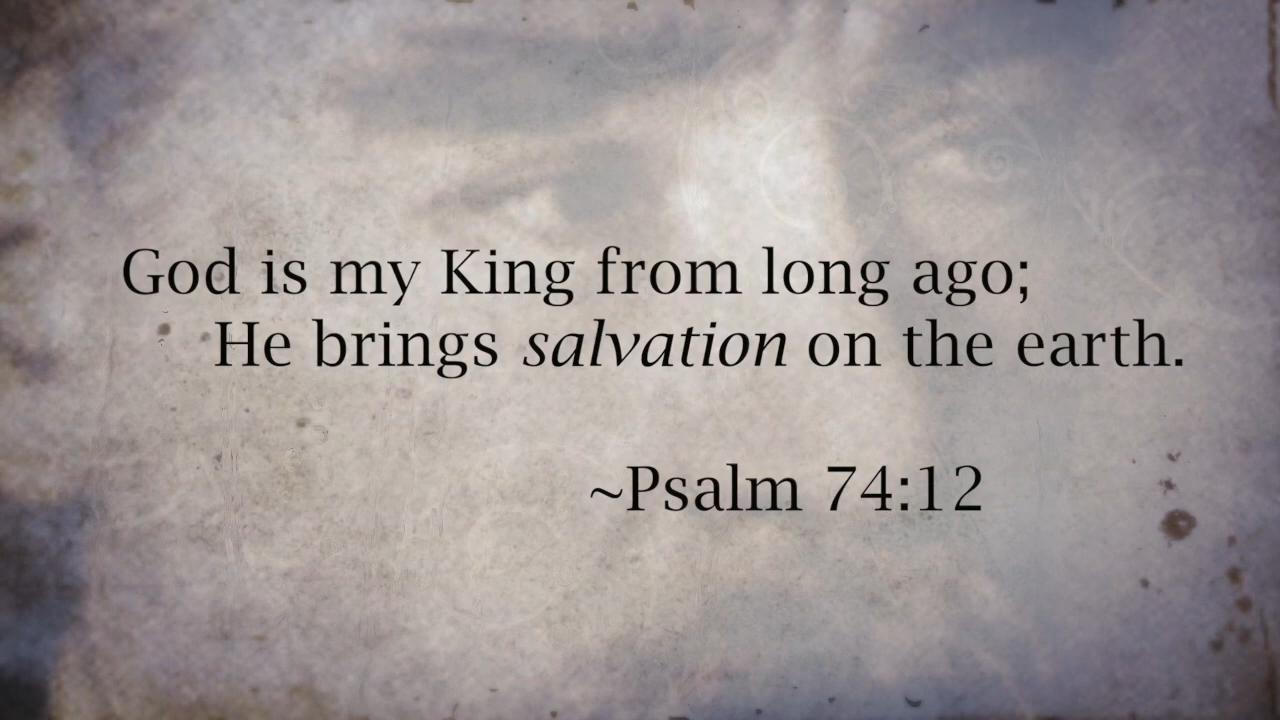 God is my King from long ago;
He brings salvation on the earth.
~Psalm 74:12